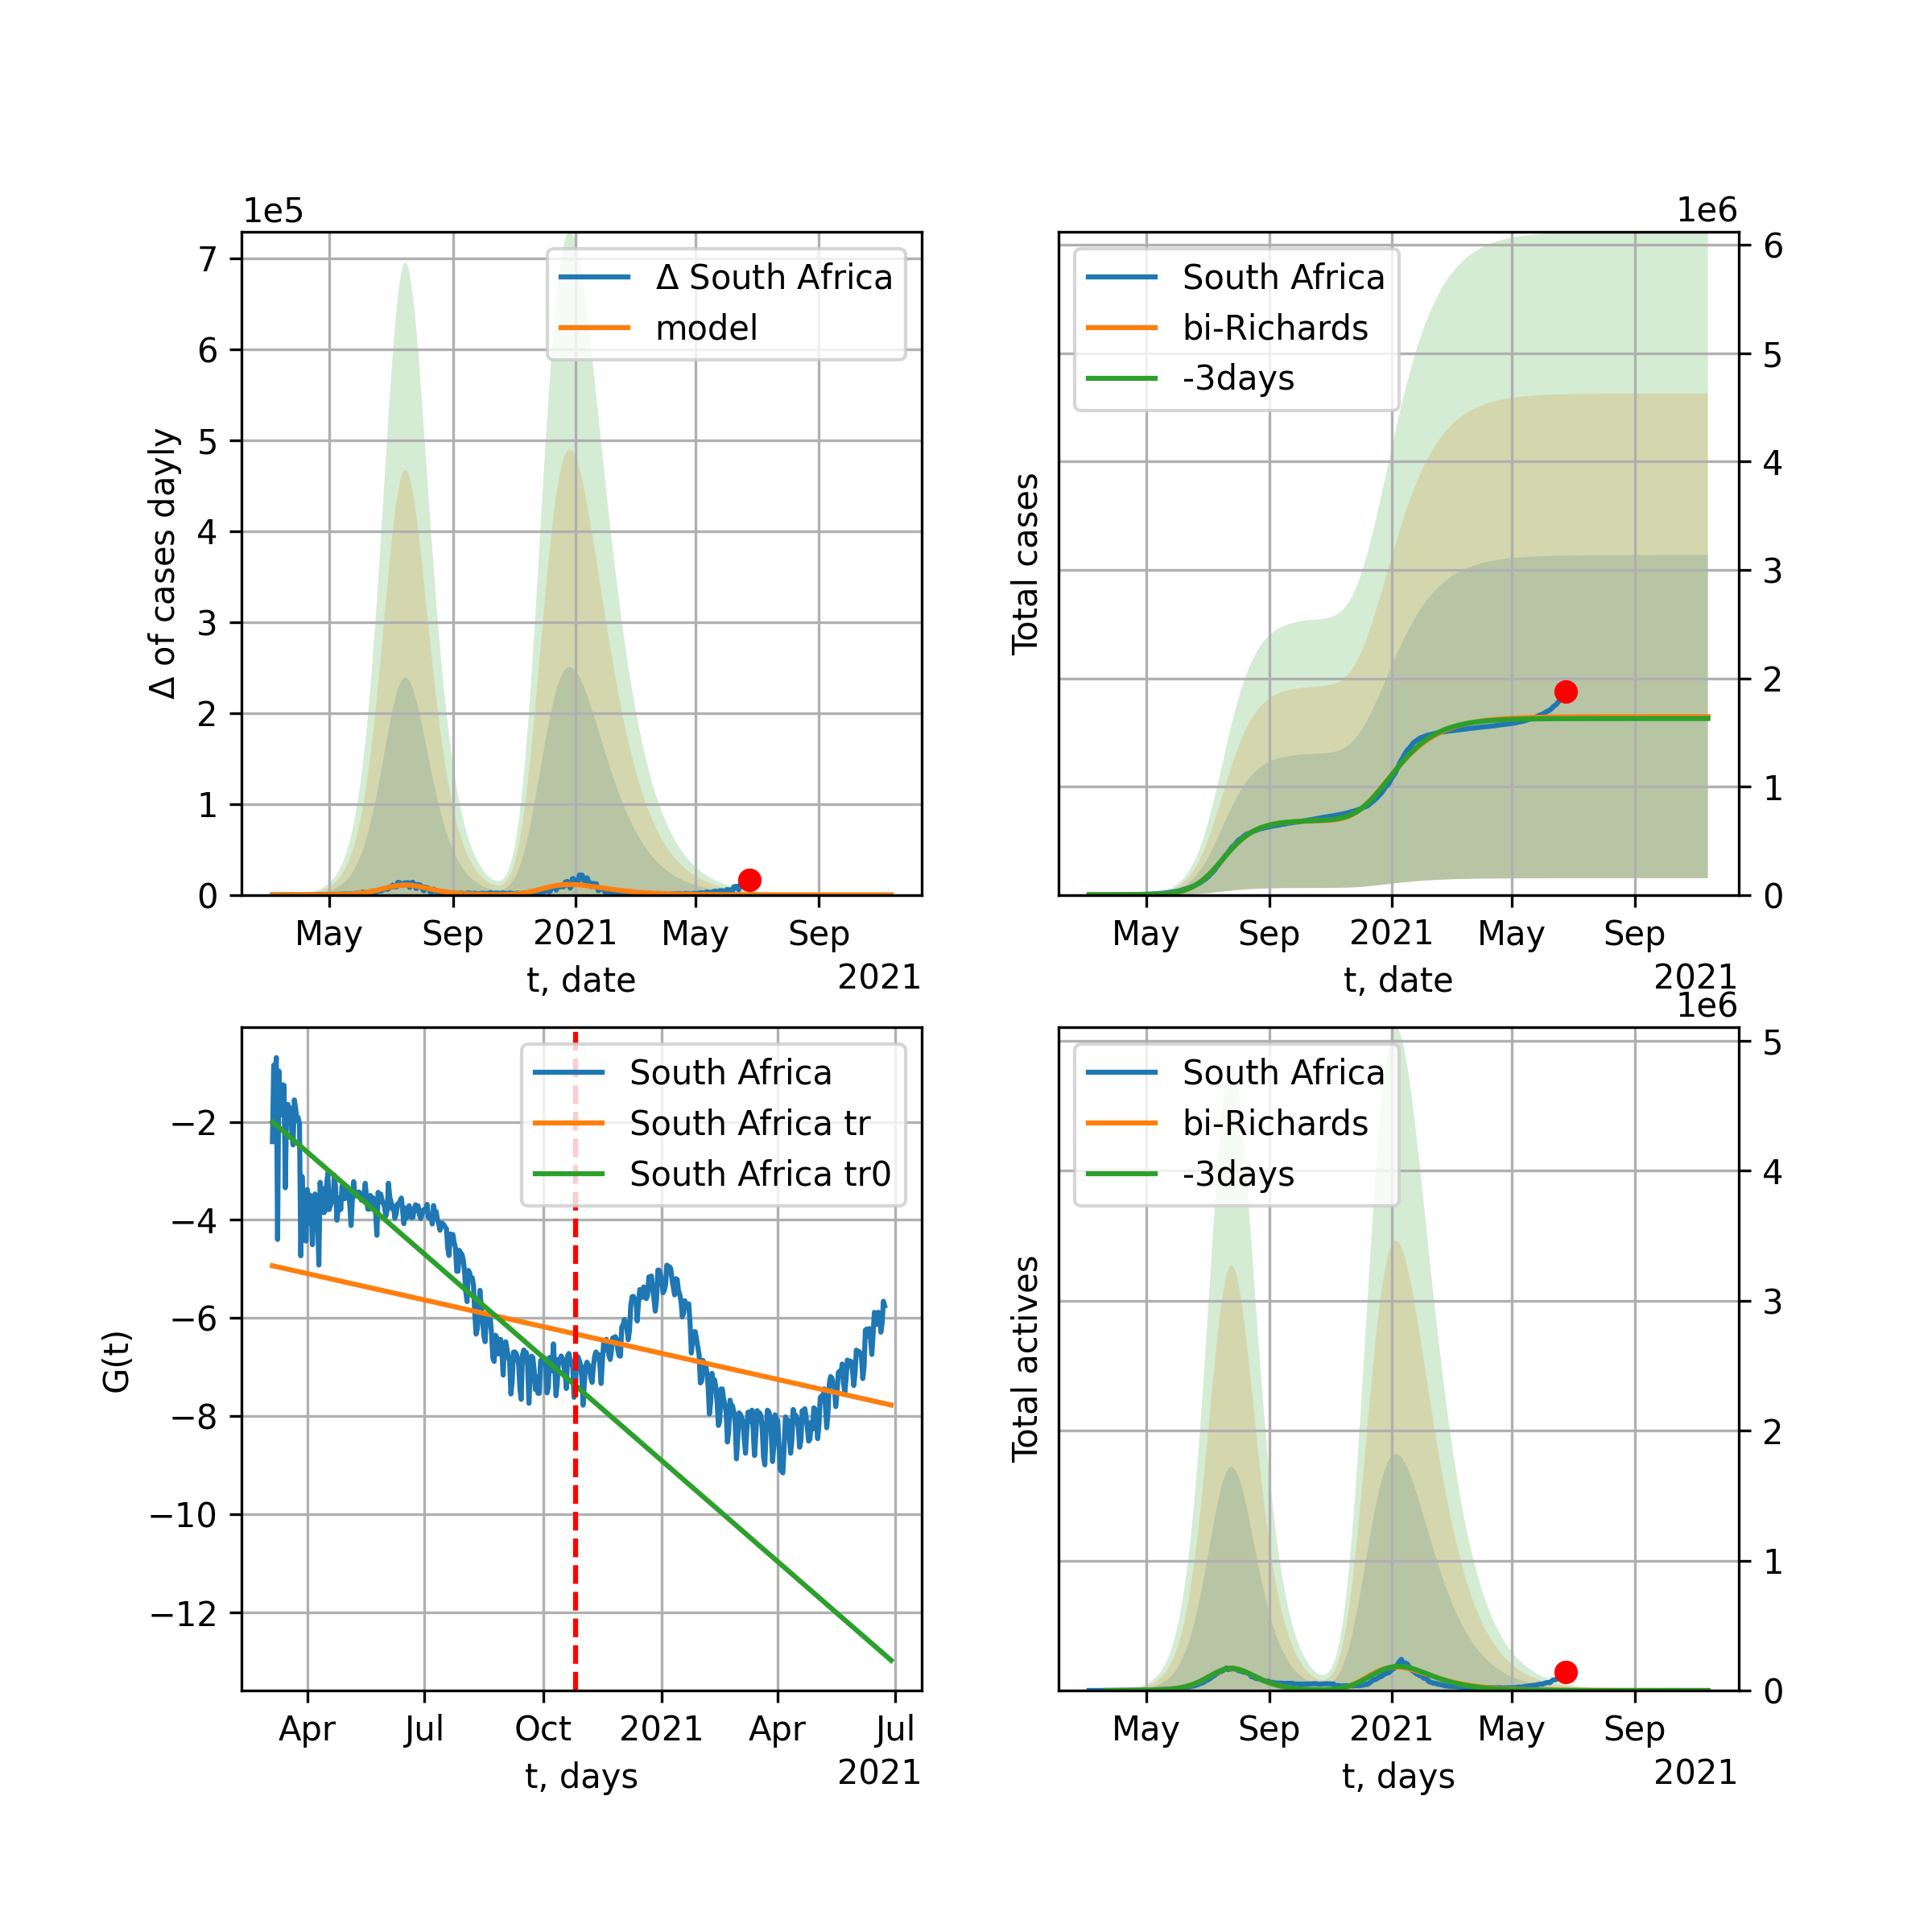 1e5
7
6
5
4
3
2
1
0
Δ of cases dayly
Δ South Africa
model
May Sep 2021 May Sep
t, date
2021
1e6
6
5
4
3
2
1
0
Total cases
South Africa
bi-Richards
-3days
May Sep 2021 May Sep
t, date
2021
−2
−4
−6
−8
−10
−12
G(t)
South Africa
South Africa tr
South Africa tr0
Apr Jul Oct 2021 Apr Jul
t, days
2021
1e6
5
4
3
2
1
0
Total actives
South Africa
bi-Richards
-3days
May Sep 2021 May Sep
t, days
2021